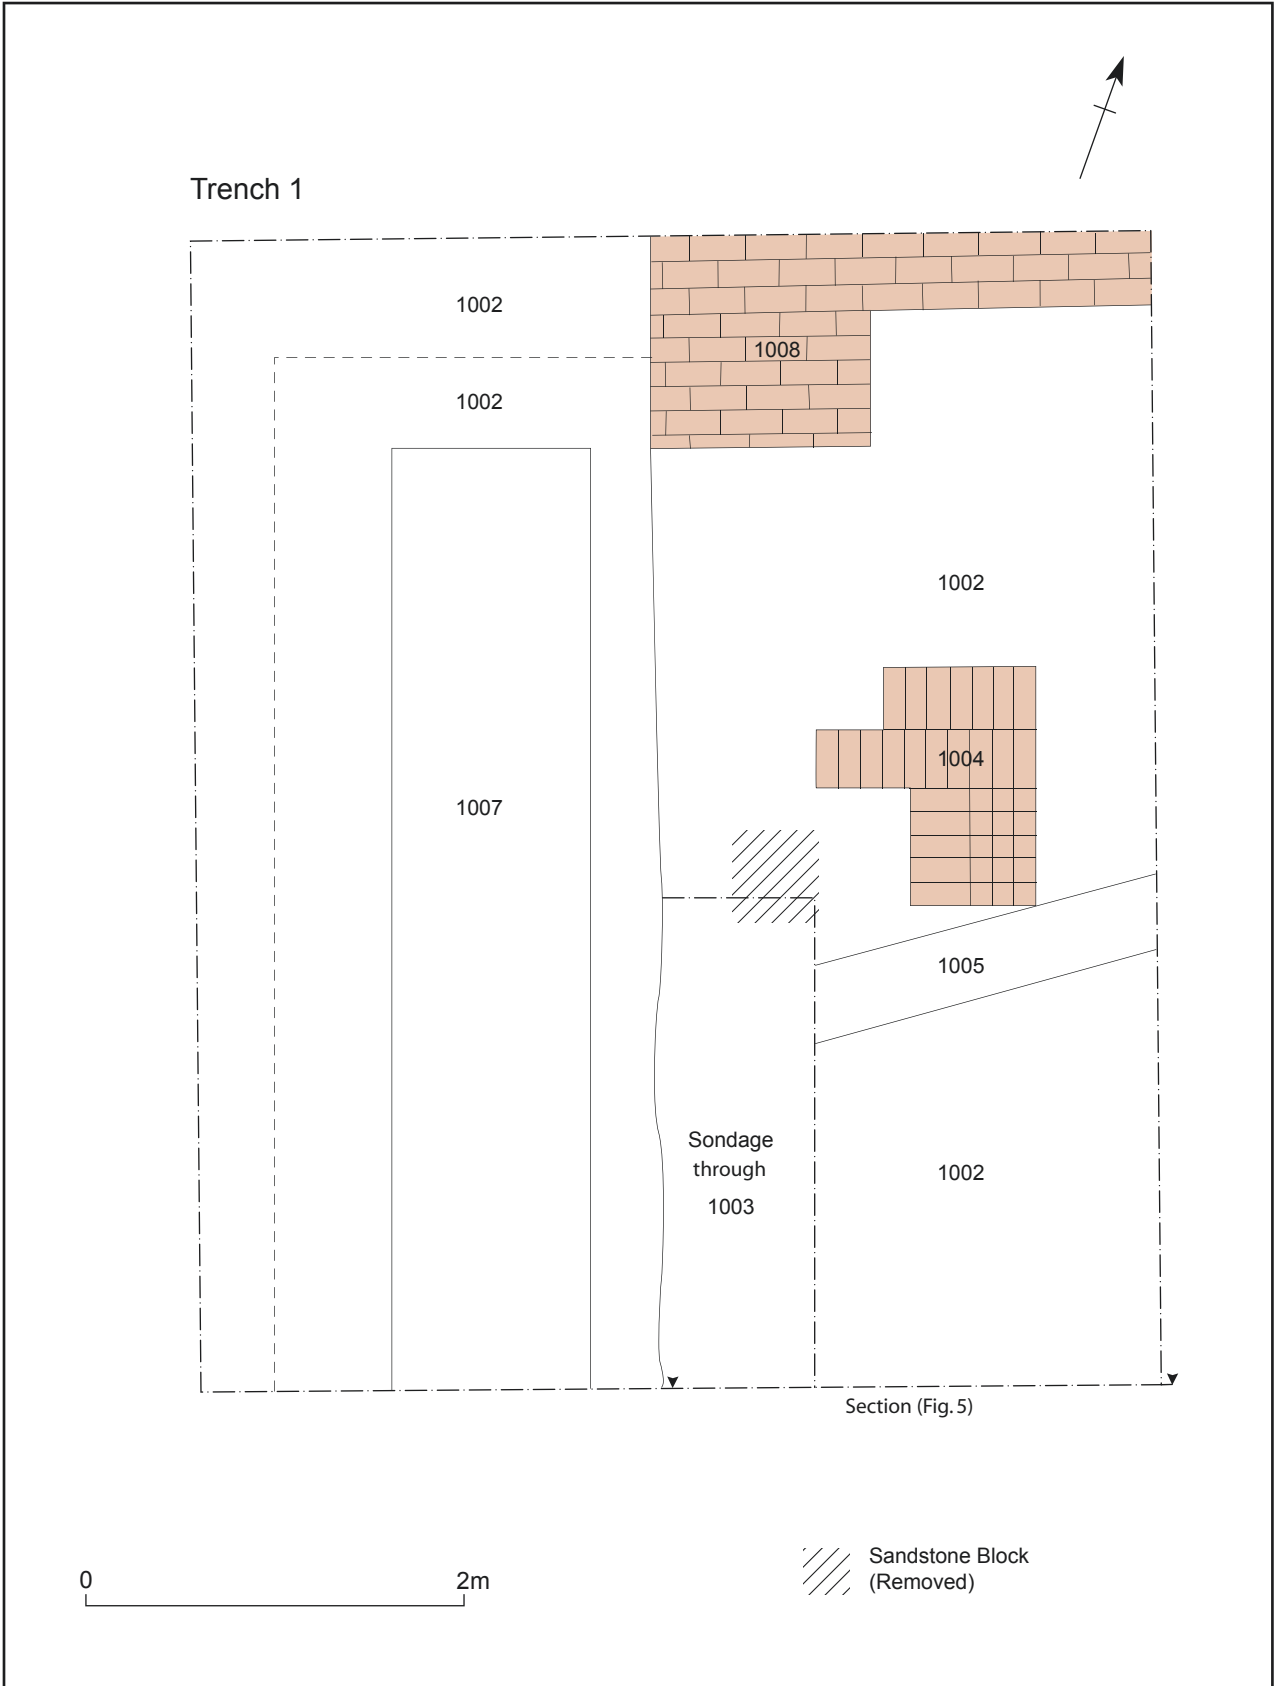 Trench 1
1002
1008
1002
1002
1004
1007
1005
Sondage
through
1003
1002
Section (Fig. 5)
0
2m
Sandstone Block
(Removed)